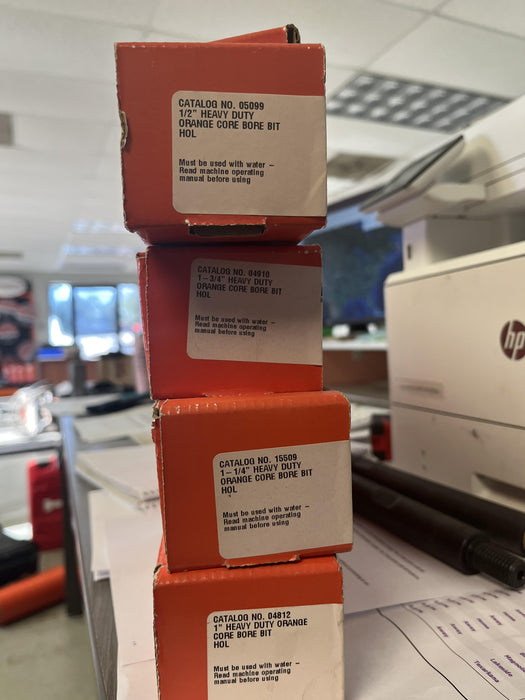 CATALOG NO. 05099
1/2" HEAVY DUTY
ORANGE CORE BORE BIT
HOL
Must be used with water –
Read machine operating
manual before using
CATALOG NO. 04910
1–3/4" HEAVY DUTY
ORANGE CORE BORE BIT
HOL
Must be used with water –
Read machine operating
manual before using
CATALOG NO. 15509
1–1/4" HEAVY DUTY
ORANGE CORE BORE BIT
HOL
Must be used with water –
Read machine operating
manual before using
CATALOG NO. 04812
1" HEAVY DUTY ORANGE
CORE BORE BIT
HOL
Must be used with water –
Read machine operating
manual before using
hp
Lakeside
Texarkana